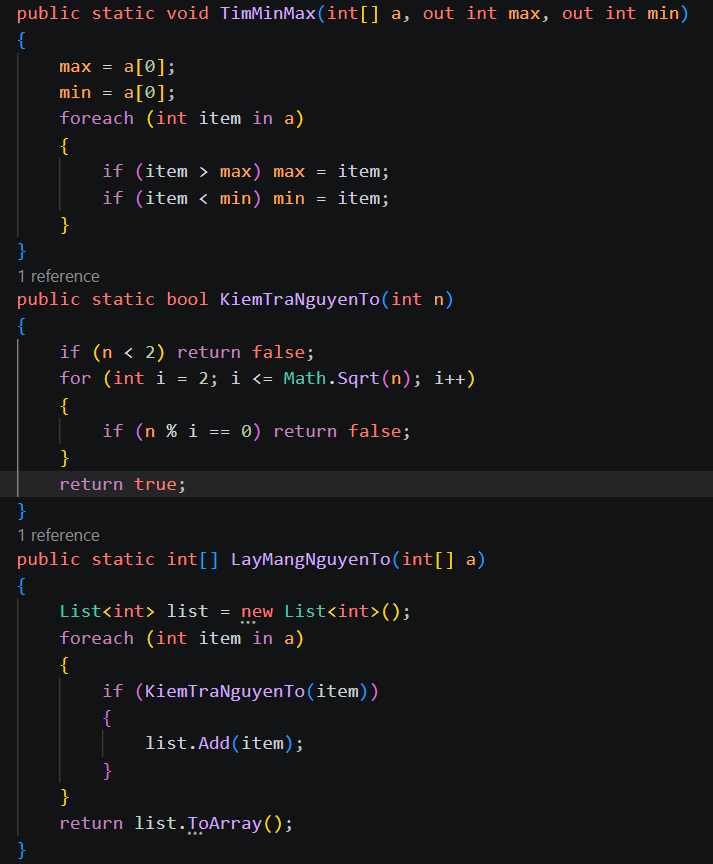 public static void TimMinMax(int[] a, out int max, out int min)
{
    max = a[0];
    min = a[0];
    foreach (int item in a)
    {
        if (item > max) max = item;
        if (item < min) min = item;
    }
}
1 reference
public static bool KiemTraNguyenTo(int n)
{
    if (n < 2) return false;
    for (int i = 2; i <= Math.Sqrt(n); i++)
    {
        if (n % i == 0) return false;
    }
    return true;
}
1 reference
public static int[] LayMangNguyenTo(int[] a)
{
    List<int> list = new List<int>();
    foreach (int item in a)
    {
        if (KiemTraNguyenTo(item))
        {
            list.Add(item);
        }
    }
    return list.ToArray();
}